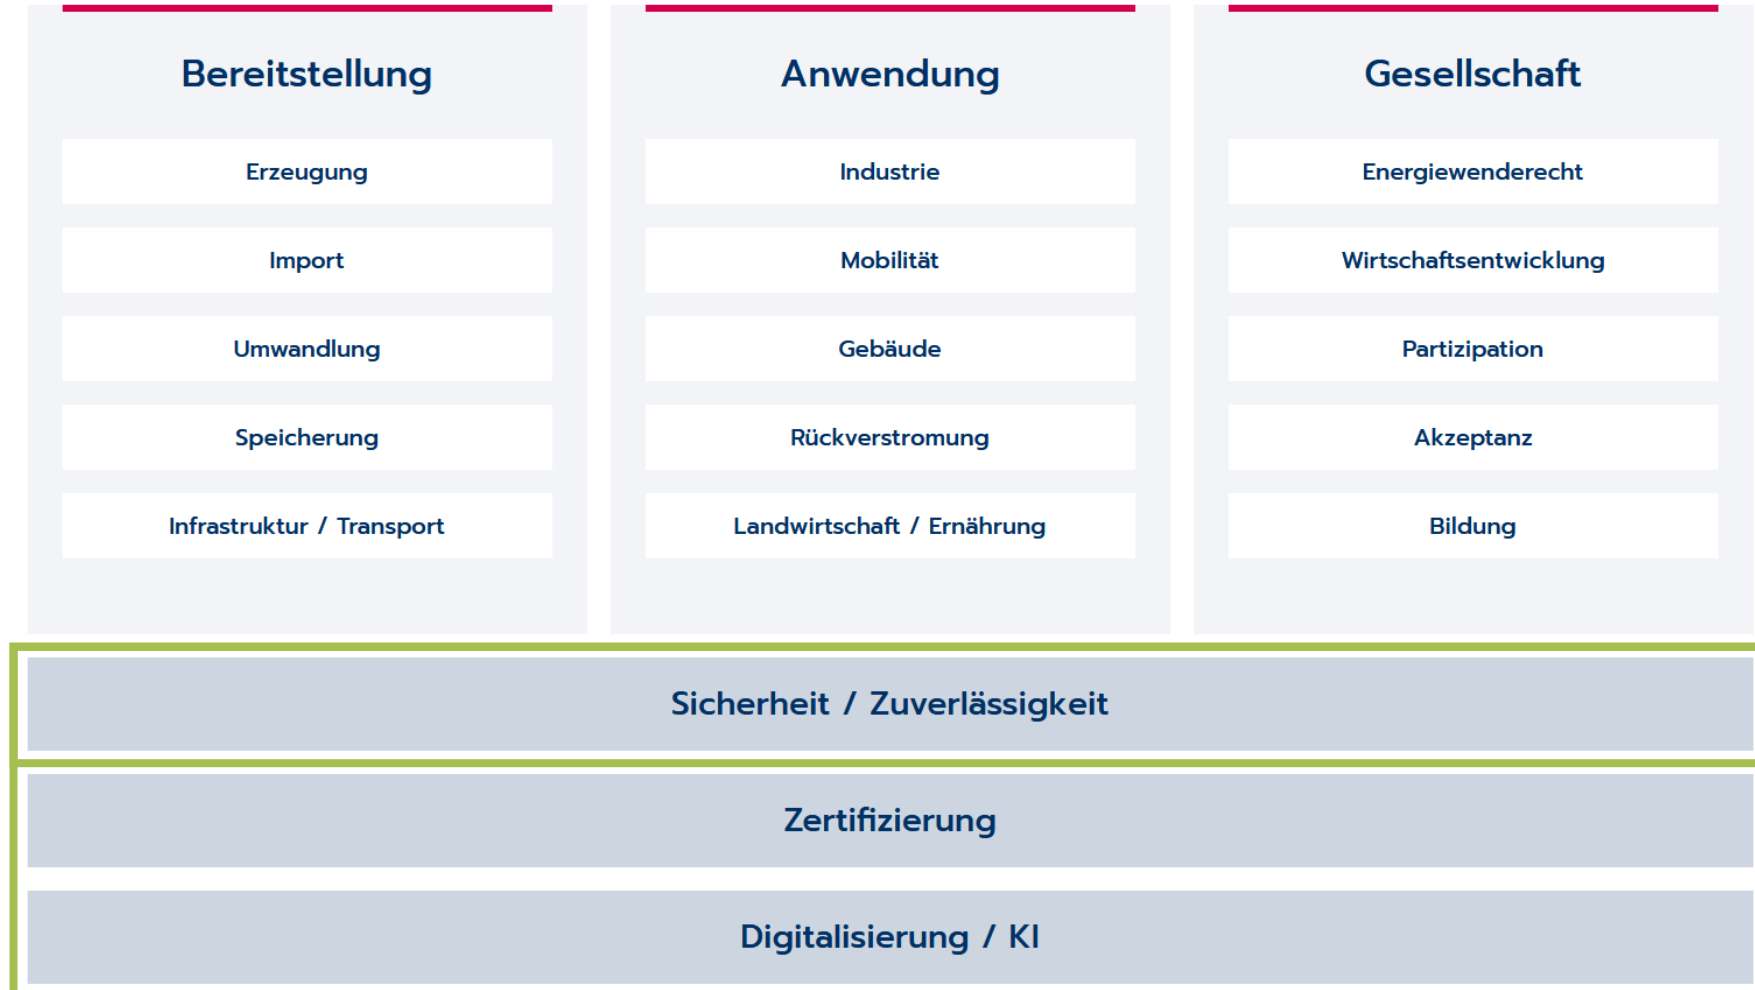 Bereitstellung
Erzeugung
Import
Umwandlung
Speicherung
Infrastruktur / Transport
Anwendung
Industrie
Mobilität
Gebäude
Rückverstromung
Landwirtschaft / Ernährung
Gesellschaft
Energiewenderecht
Wirtschaftsentwicklung
Partizipation
Akzeptanz
Bildung
Sicherheit / Zuverlässigkeit
Zertifizierung
Digitalisierung / KI